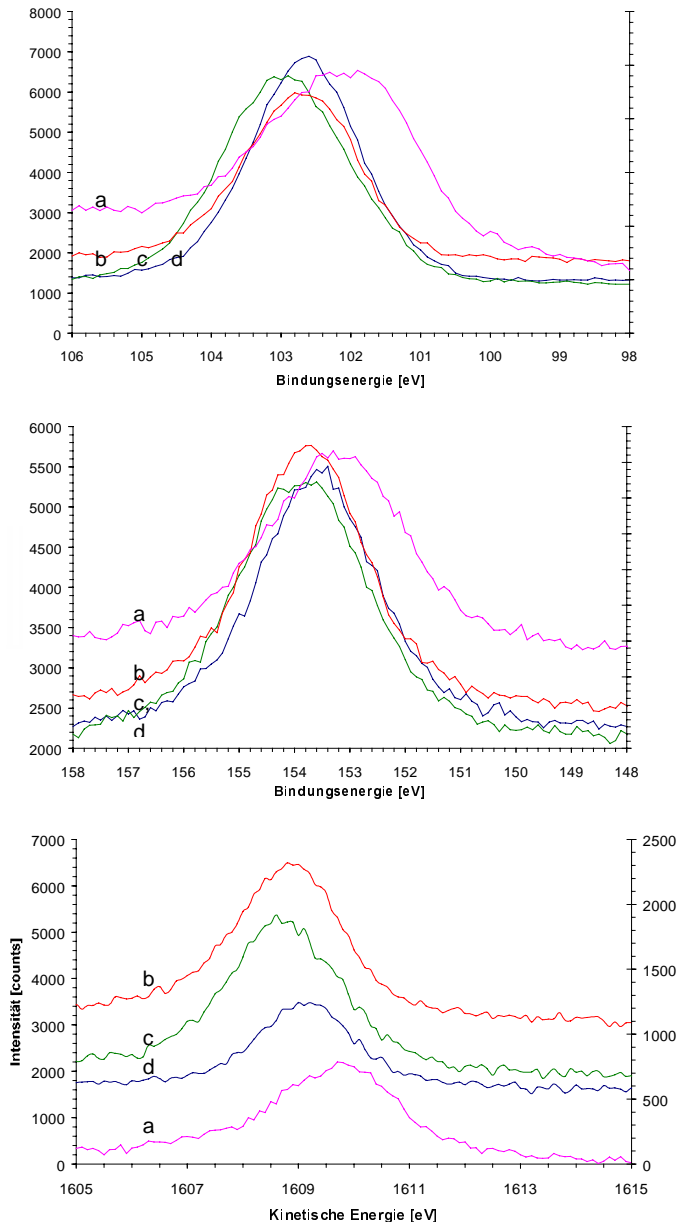 8000
7000
6000
5000
4000
3000
2000
1000
0
a
b c d
106 105 104 103 102 101 100 99 98
Bindungsenergie [eV]
6000
5500
5000
4500
4000
3500
3000
2500
2000
a
b
c
d
158 157 156 155 154 153 152 151 150 149 148
Bindungsenergie [eV]
7000 2500
6000
2000
5000
b
1500
4000
3000
c
1000
d
2000
500
1000
a
0 0
Intensität [counts]
1605 1607 1609 1611 1613 1615
Kinetische Energie [eV]